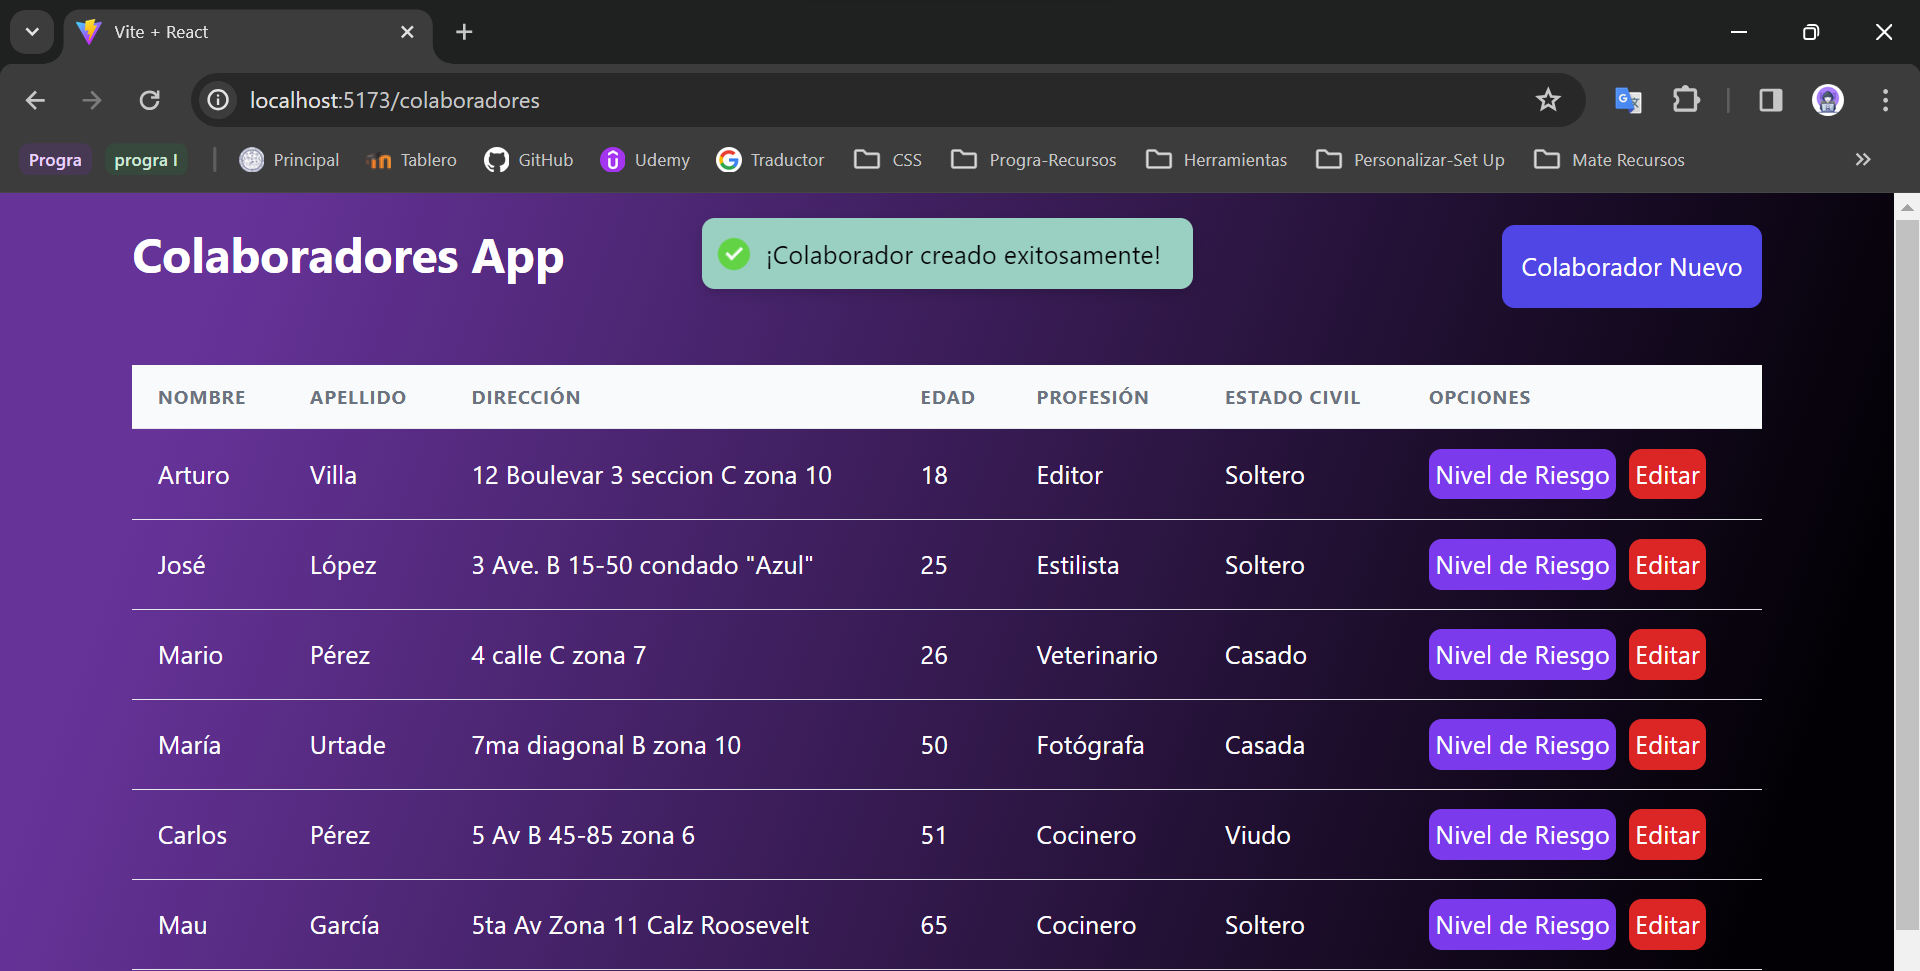 Vite + React
localhost:5173/colaboradores
Progra progra I Principal Tablero GitHub Udemy Traductor CSS Progra-Recursos Herramientas Personalizar-Set Up Mate Recursos
Colaboradores App
¡Colaborador creado exitosamente!
Colaborador Nuevo
NOMBRE APELLIDO DIRECCIÓN EDAD PROFESIÓN ESTADO CIVIL OPCIONES
Arturo Villa 12 Boulevar 3 seccion C zona 10 18 Editor Soltero Nivel de Riesgo Editar
José López 3 Ave. B 15-50 condado "Azul" 25 Estilista Soltero Nivel de Riesgo Editar
Mario Pérez 4 calle C zona 7 26 Veterinario Casado Nivel de Riesgo Editar
María Urtade 7ma diagonal B zona 10 50 Fotógrafa Casada Nivel de Riesgo Editar
Carlos Pérez 5 Av B 45-85 zona 6 51 Cocinero Viudo Nivel de Riesgo Editar
Mau García 5ta Av Zona 11 Calz Roosevelt 65 Cocinero Soltero Nivel de Riesgo Editar